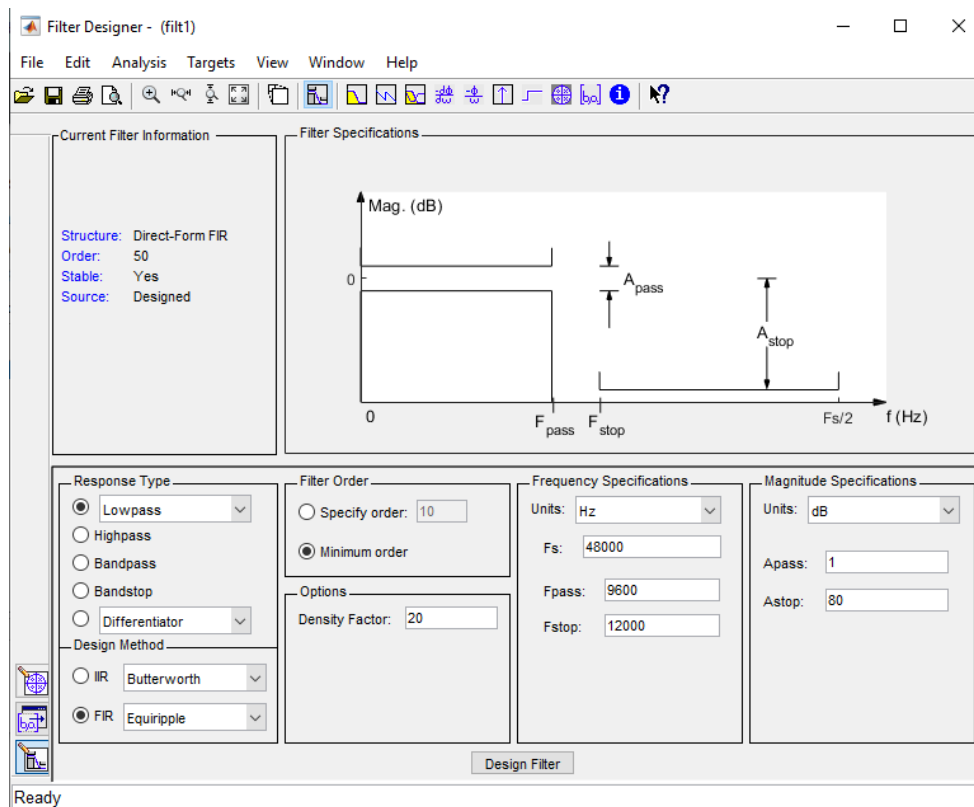 Filter Designer - (filt1)
File Edit Analysis Targets View Window Help
Current Filter Information
Structure: Direct-Form FIR
Order: 50
Stable: Yes
Source: Designed
Filter Specifications
Mag. (dB)
0
A pass
A stop
0
F pass
F stop
Fs/2
f (Hz)
Response Type
Lowpass
Highpass
Bandpass
Bandstop
Differentiator
Design Method
IIR Butterworth
FIR Equiripple
Filter Order
Specify order: 10
Minimum order
Options
Density Factor: 20
Frequency Specifications
Units: Hz
Fs: 48000
Fpass: 9600
Fstop: 12000
Magnitude Specifications
Units: dB
Apass: 1
Astop: 80
Design Filter
Ready